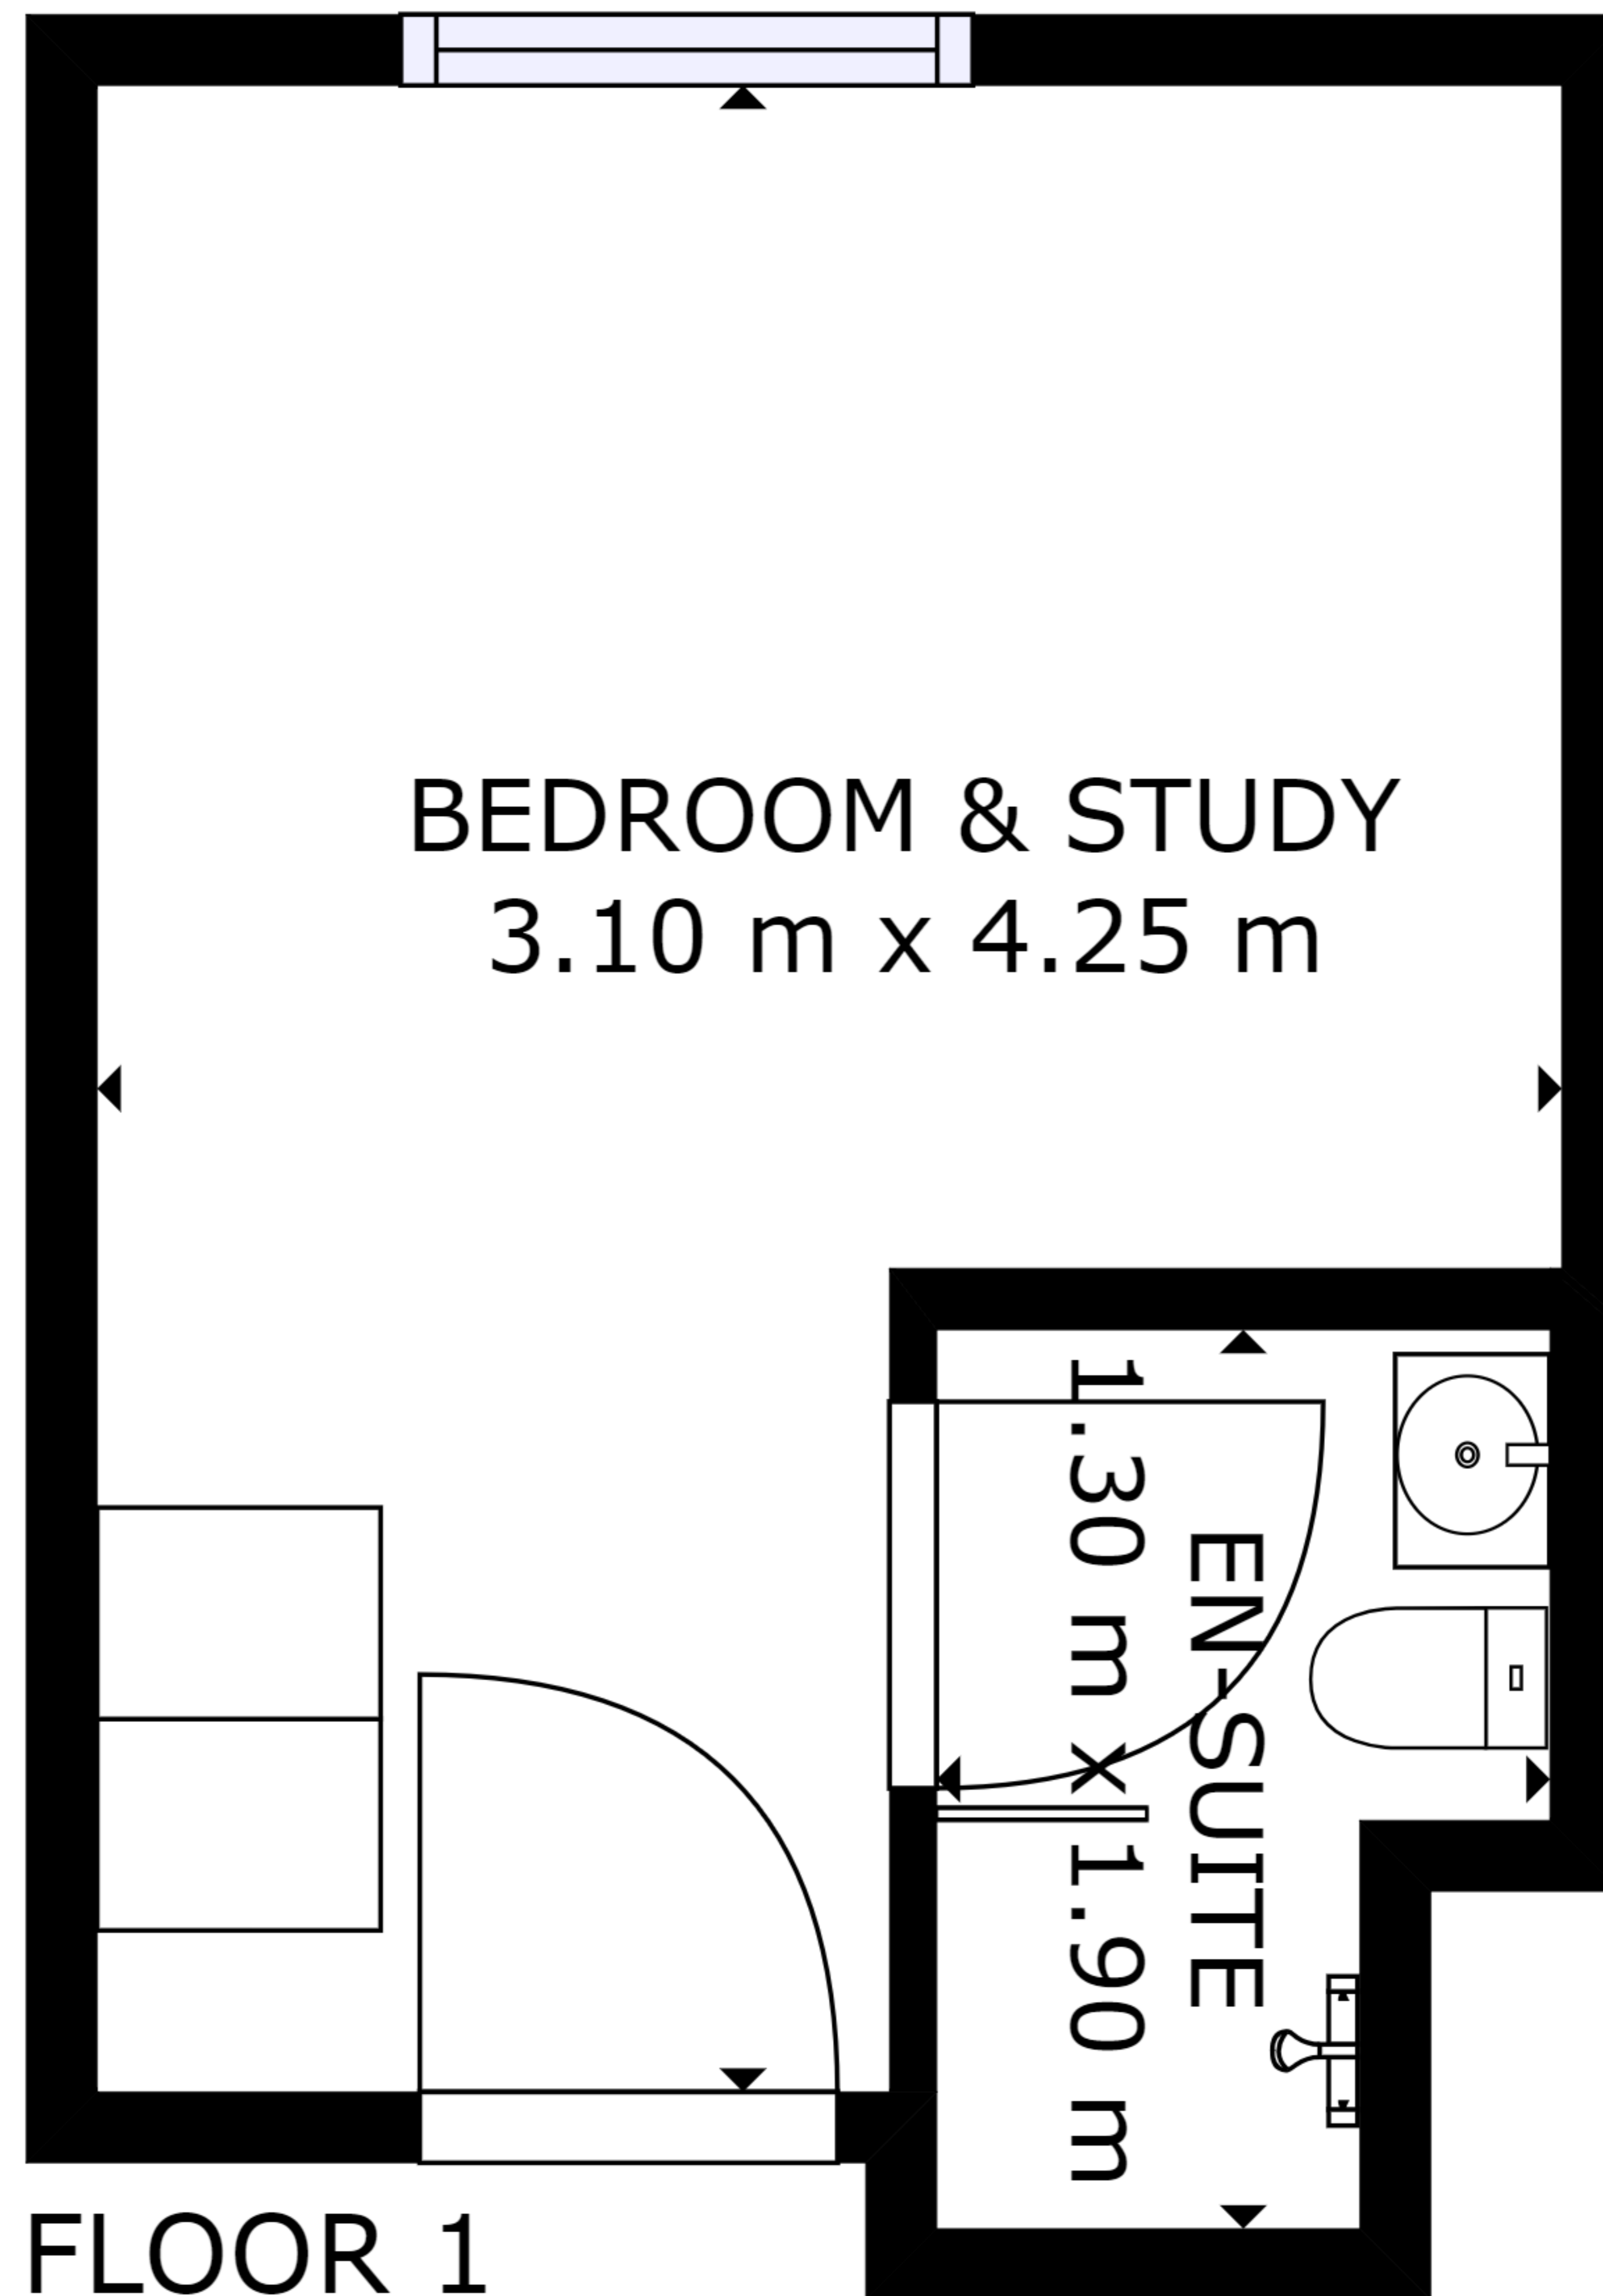 BEDROOM & STUDY
3.10 m x 4.25 m
EN-SUITE
1.30 m x 1.90 m
FLOOR 1